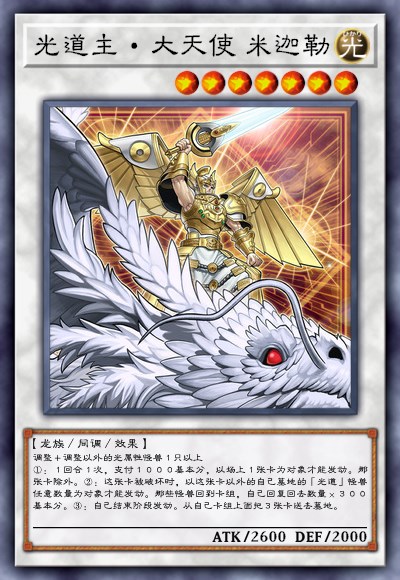 光道主·大天使 米迦勒
光
【龙族／同调／效果】
调整＋调整以外的光属性怪兽1只以上
①：1回合1次，支付1000基本分，以场上1张卡为对象才能发动。那
张卡除外。②：这张卡被破坏时，以这张卡以外的自己墓地的「光道」怪兽
任意数量为对象才能发动。那些怪兽回到卡组，自己回复回去数量×300
基本分。③：自己结束阶段发动。从自己卡组上面把3张卡送去墓地。
ATK/2600 DEF/2000